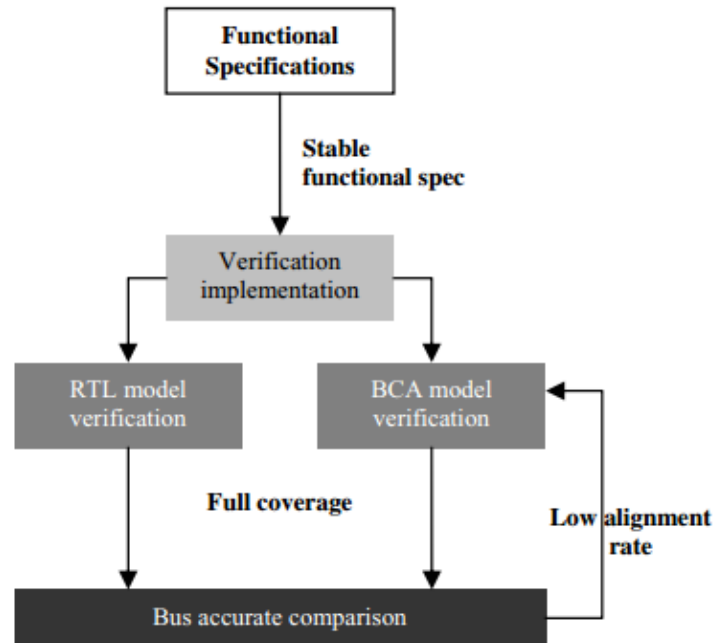 Functional
Specifications
Stable
functional spec
Verification
implementation
RTL model
verification
BCA model
verification
Full coverage
Low alignment
rate
Bus accurate comparison